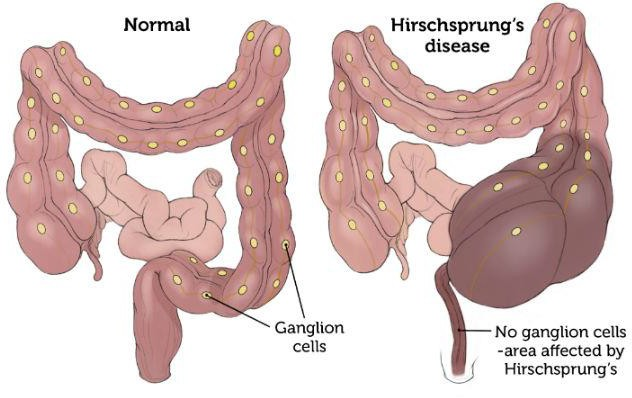 Normal
Hirschsprung's
disease
Ganglion
cells
No ganglion cells
-area affected by
Hirschsprung's